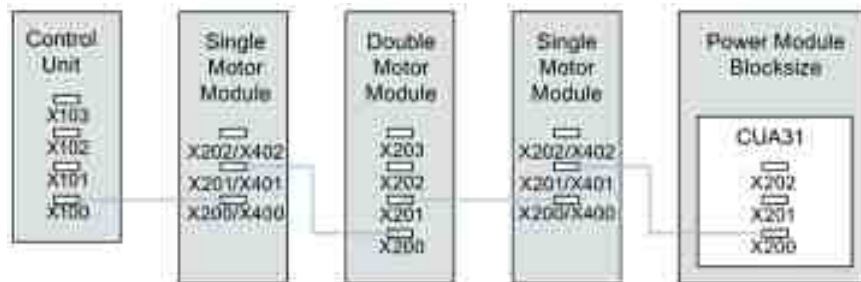 Control
Unit
X103
X102
X101
X100
Single
Motor
Module
X202/X402
X201/X401
X200/X400
Double
Motor
Module
X203
X202
X201
X200
Single
Motor
Module
X202/X402
X201/X401
X200/X400
Power Module
Blocksize
CUA31
X202
X201
X200